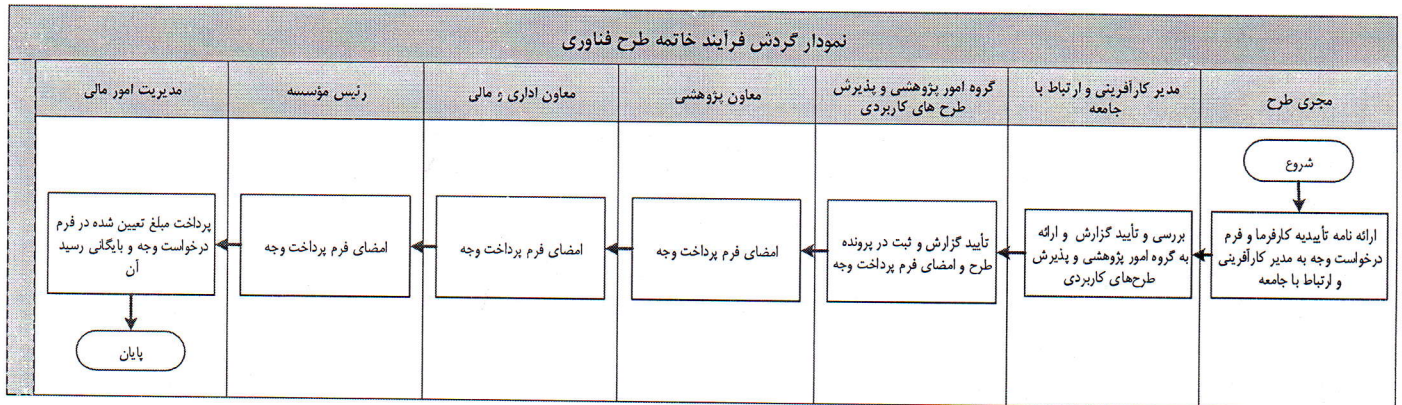 نمودار گردش فرآیند خاتمه طرح فناوری
مجری طرح
مدیر کارآفرینی و ارتباط با
جامعه
گروه امور پژوهشی و پذیرش
طرح های کاربردی
معاون پژوهشی
معاون اداری و مالی
رئیس مؤسسه
مدیریت امور مالی
شروع
ارائه نامه تأییدیه کارفرما و فرم
درخواست وجه به مدیر کارآفرینی
و ارتباط با جامعه
بررسی و تأیید گزارش و ارائه
به گروه امور پژوهشی و پذیرش
طرح‌های کاربردی
تأیید گزارش و ثبت در پرونده
طرح و امضای فرم پرداخت وجه
امضای فرم پرداخت وجه
امضای فرم پرداخت وجه
امضای فرم پرداخت وجه
پرداخت مبلغ تعیین شده در فرم
درخواست وجه و بایگانی رسید
آن
پایان